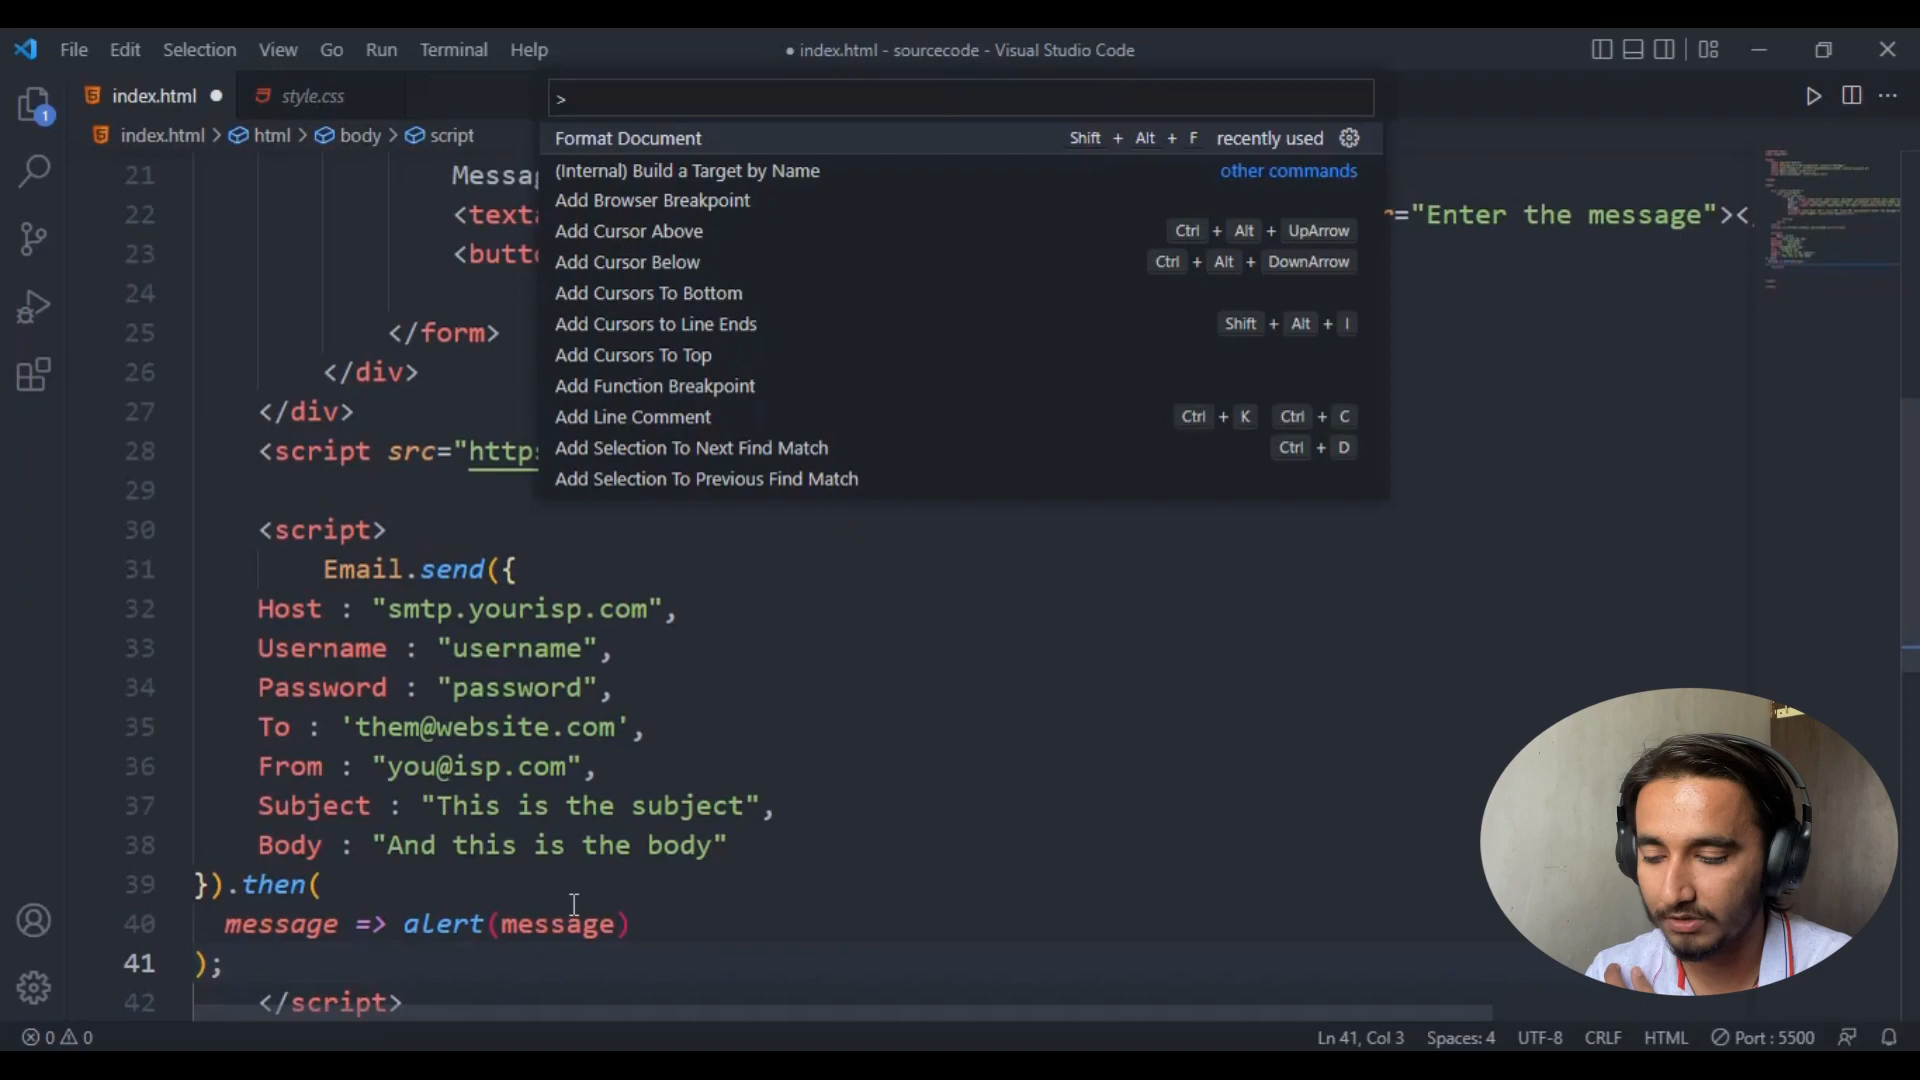 File Edit Selection View Go Run Terminal Help
● index.html - sourcecode - Visual Studio Code
index.html ● style.css
>
index.html > html > body > script
Format Document Shift + Alt + F recently used
(Internal) Build a Target by Name other commands
Add Browser Breakpoint
Add Cursor Above Ctrl + Alt + UpArrow
Add Cursor Below Ctrl + Alt + DownArrow
Add Cursors To Bottom
Add Cursors to Line Ends Shift + Alt + I
Add Cursors To Top
Add Function Breakpoint
Add Line Comment Ctrl + K Ctrl + C
Add Selection To Next Find Match Ctrl + D
Add Selection To Previous Find Match
21 Messag
22 <texta r="Enter the message"><
23 <butto
24
25 </form>
26 </div>
27 </div>
28 <script src="https
29
30 <script>
31 Email.send({
32 Host : "smtp.yourisp.com",
33 Username : "username",
34 Password : "password",
35 To : 'them@website.com',
36 From : "you@isp.com",
37 Subject : "This is the subject",
38 Body : "And this is the body"
39 }).then(
40 message => alert(message)
41 );
42 </script>
1
0 0 Ln 41, Col 3 Spaces: 4 UTF-8 CRLF HTML Port : 5500